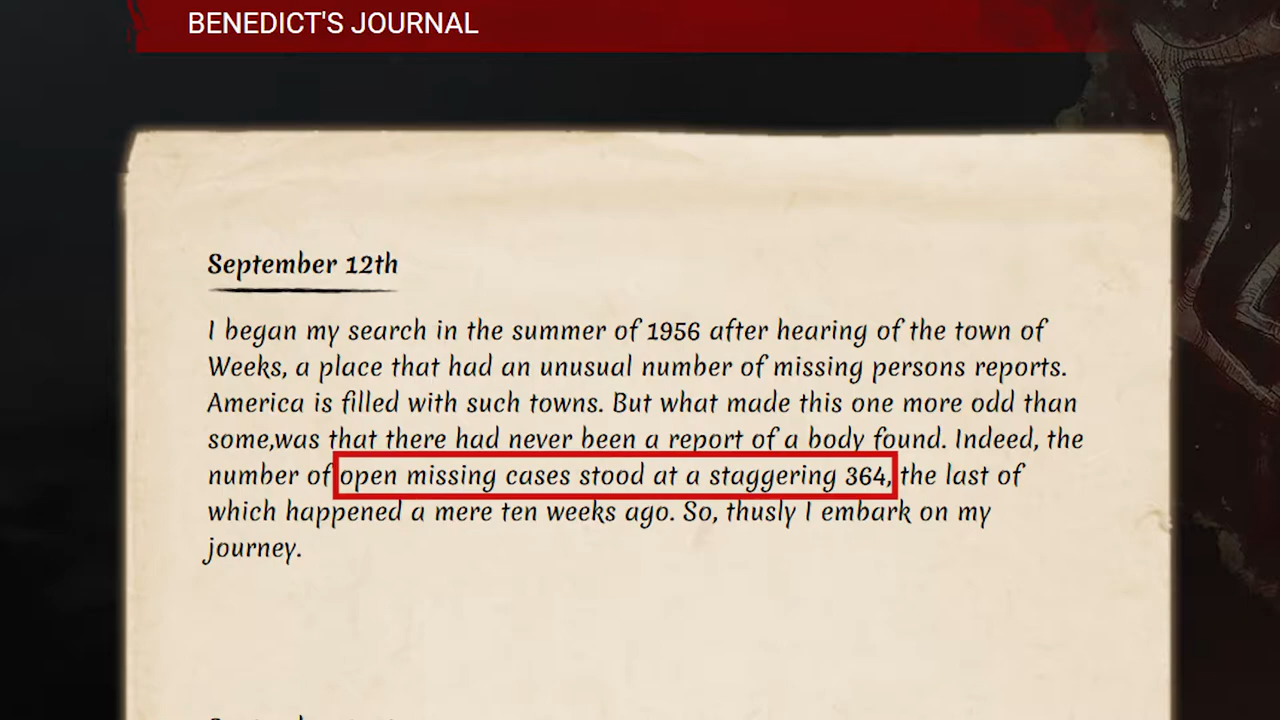 BENEDICT'S JOURNAL
September 12th
I began my search in the summer of 1956 after hearing of the town of
Weeks, a place that had an unusual number of missing persons reports.
America is filled with such towns. But what made this one more odd than
some,was that there had never been a report of a body found. Indeed, the
number of open missing cases stood at a staggering 364, the last of
which happened a mere ten weeks ago. So, thusly I embark on my
journey.